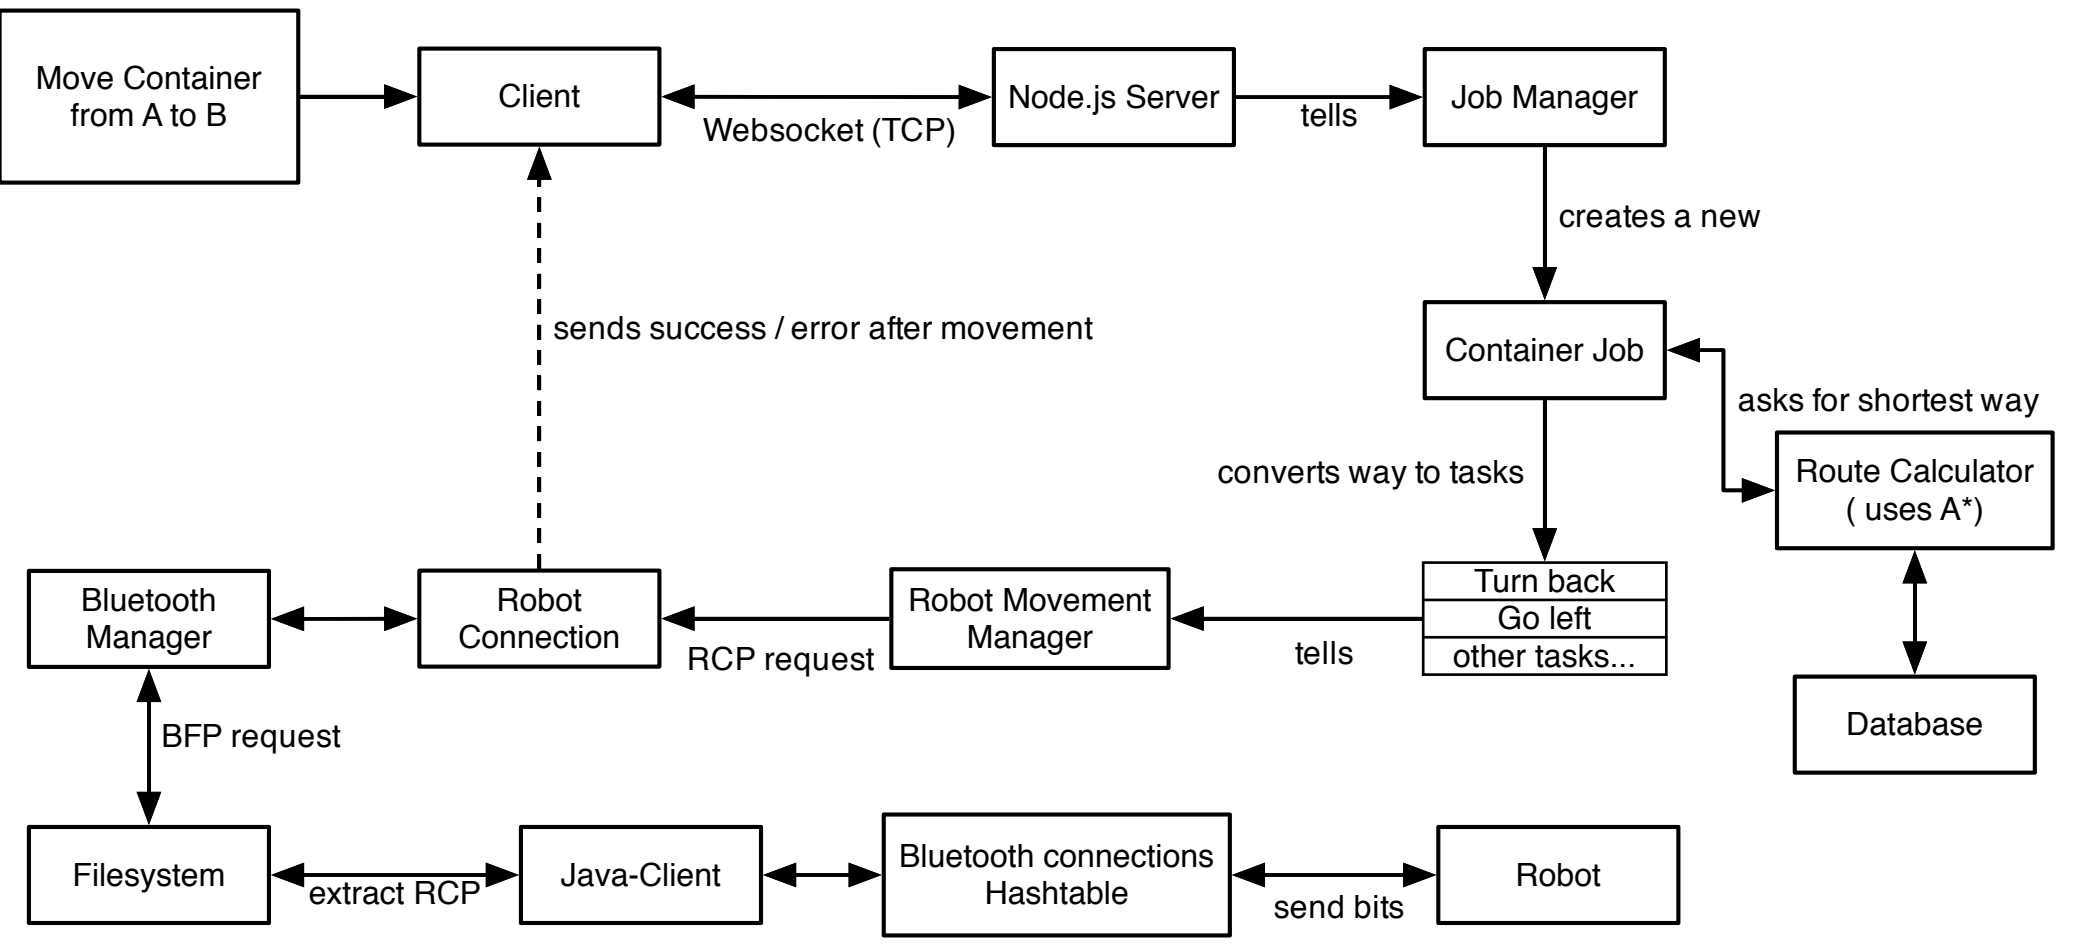 Move Container
from A to B
Client
Websocket (TCP)
Node.js Server
tells
Job Manager
creates a new
sends success / error after movement
Container Job
asks for shortest way
Route Calculator
( uses A*)
converts way to tasks
Turn back
Go left
other tasks...
tells
Robot Movement
Manager
RCP request
Robot
Connection
Bluetooth
Manager
Database
BFP request
Filesystem
extract RCP
Java-Client
Bluetooth connections
Hashtable
send bits
Robot